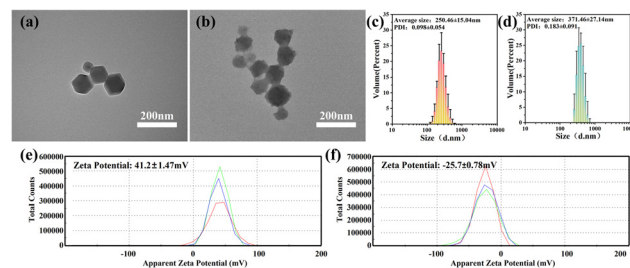 (a)
200nm
(b)
200nm
(c)
Average size: 250.46±15.04nm
PDI: 0.098±0.054
Volume(Percent)
35
30
25
20
15
10
5
0
10
100
1000
10000
Size (d.nm)
(d)
Average size: 371.46±27.14nm
PDI: 0.183±0.091
Volume(Percent)
35
30
25
20
15
10
5
0
10
100
1000
10000
Size (d.nm)
(e)
Zeta Potential: 41.2±1.47mV
Total Counts
600000
500000
400000
300000
200000
100000
0
-100
0
100
200
Apparent Zeta Potential (mV)
(f)
Zeta Potential: -25.7±0.78mV
Total Counts
700000
600000
500000
400000
300000
200000
100000
0
-100
0
100
200
Apparent Zeta Potential (mV)